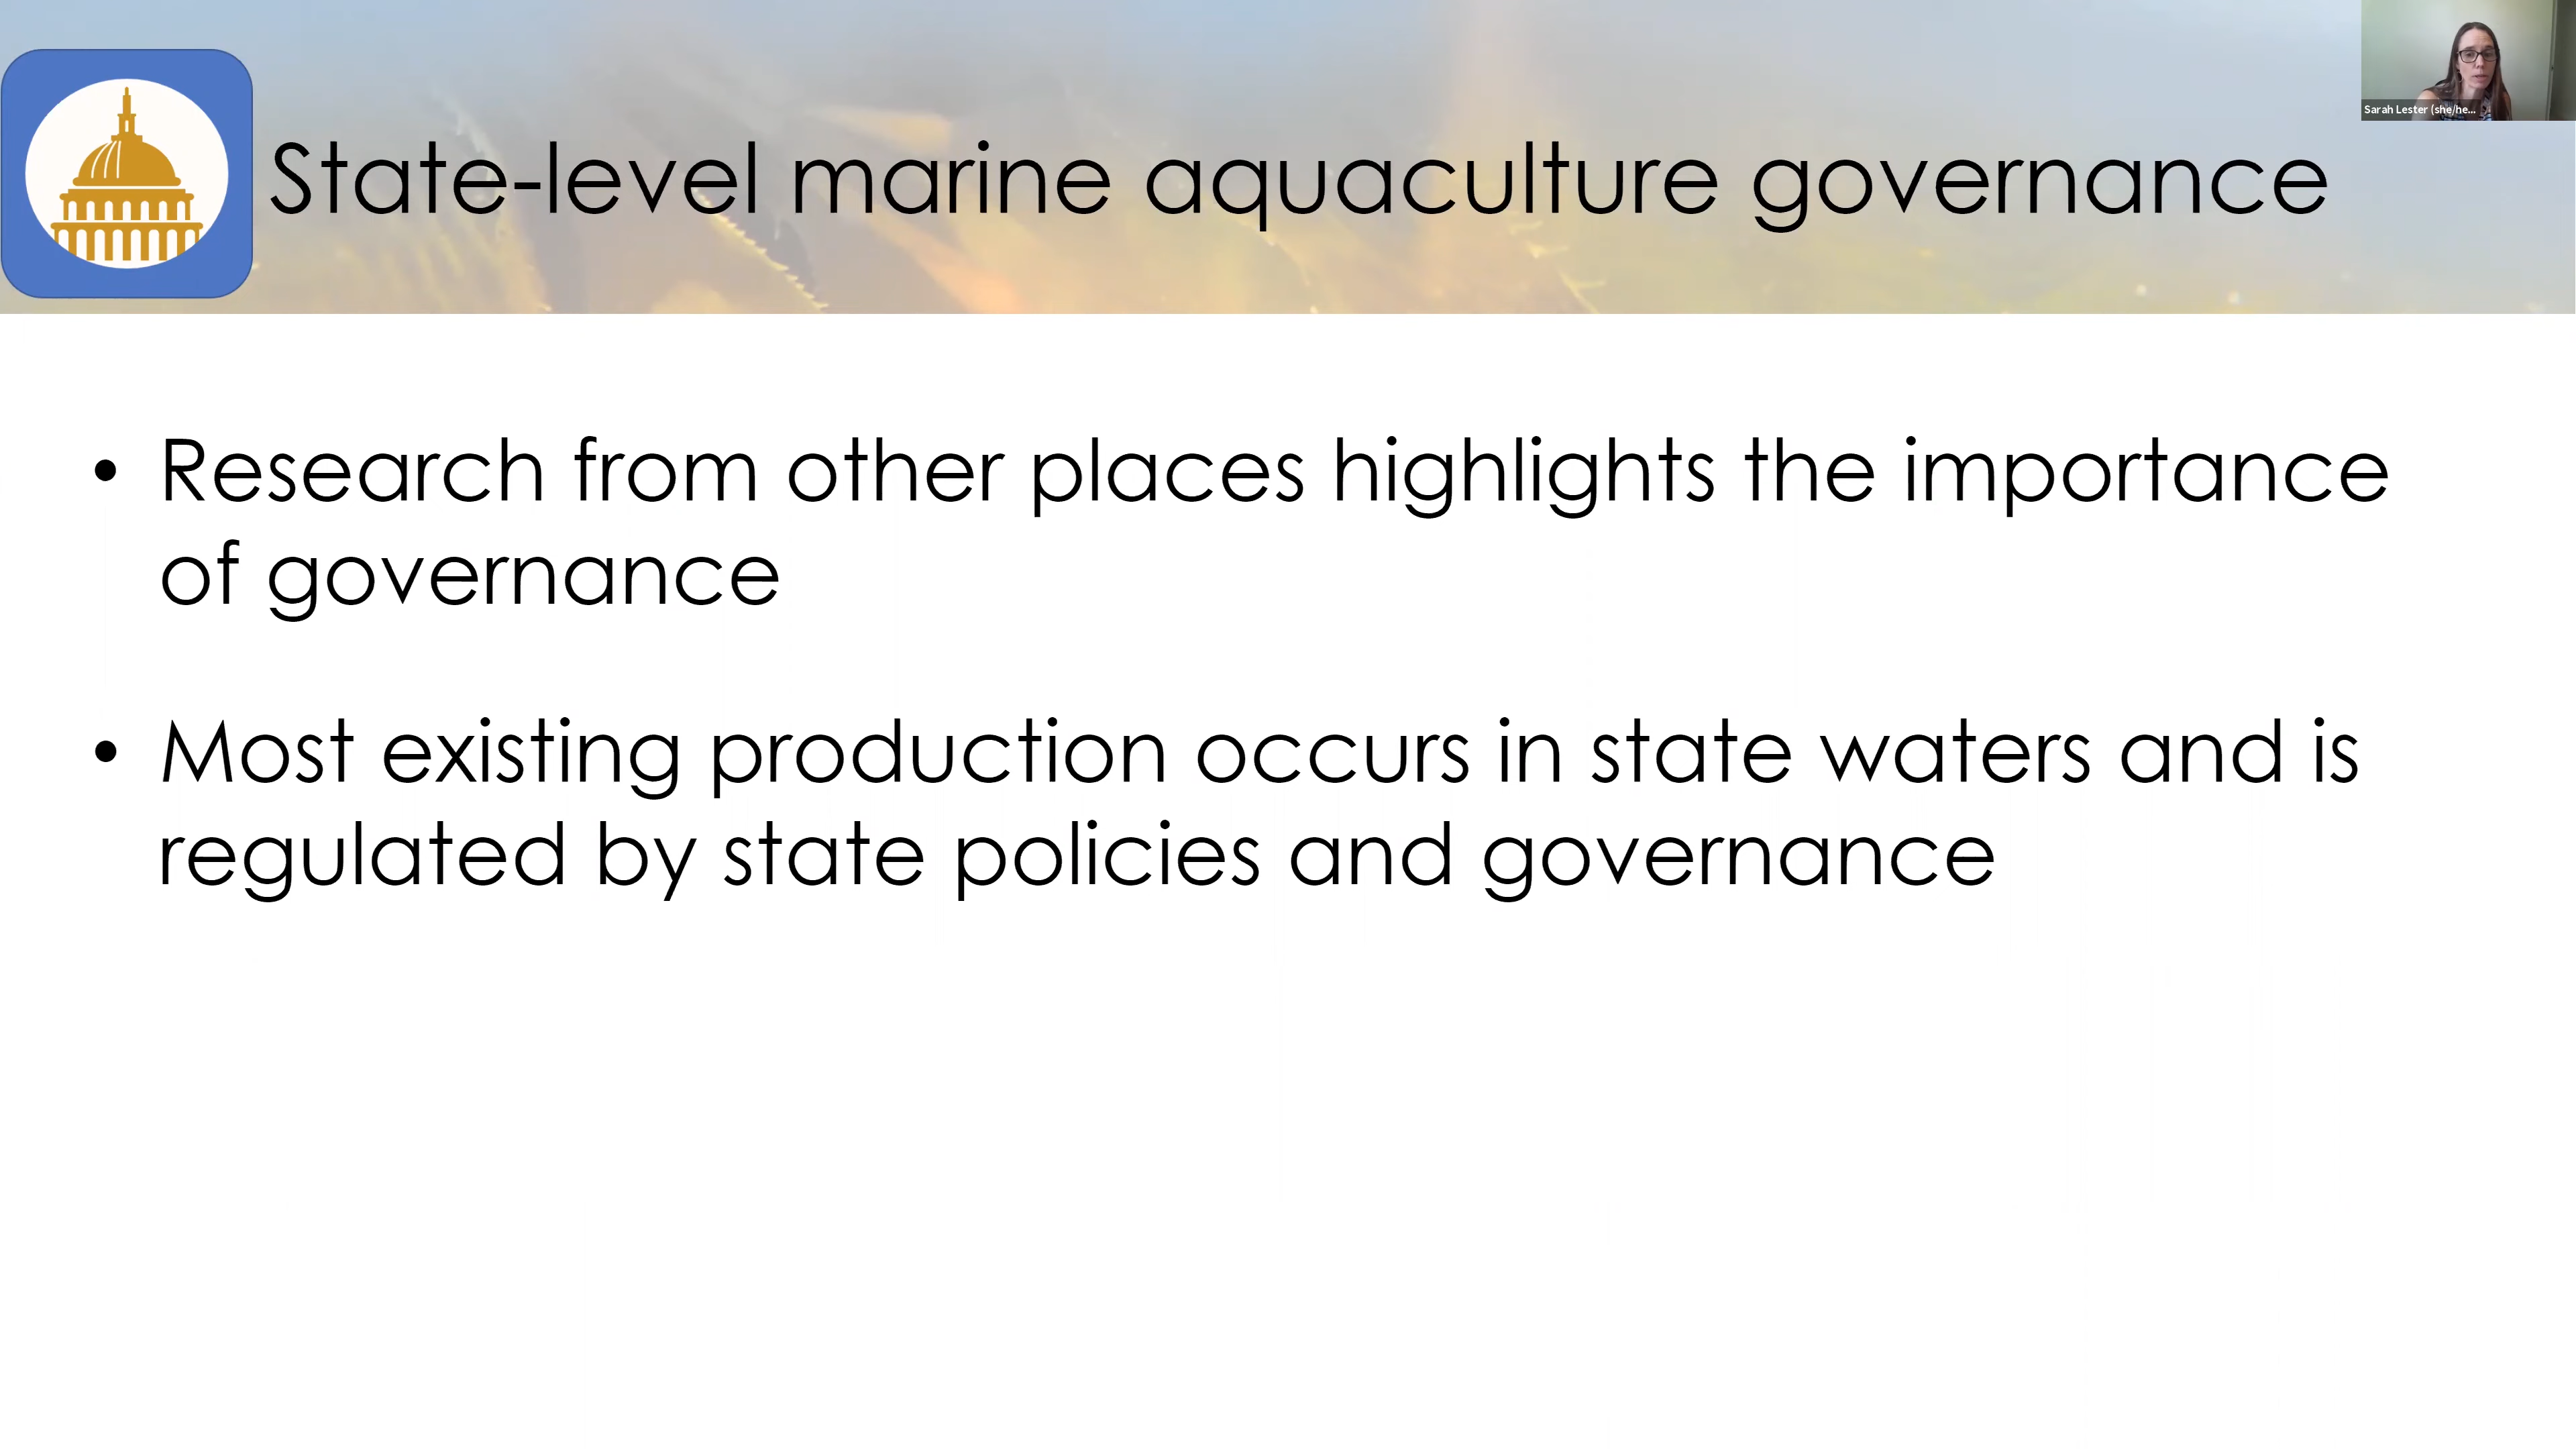 Sarah Lester (she/he...
State-level marine aquaculture governance
• Research from other places highlights the importance
of governance
• Most existing production occurs in state waters and is
regulated by state policies and governance